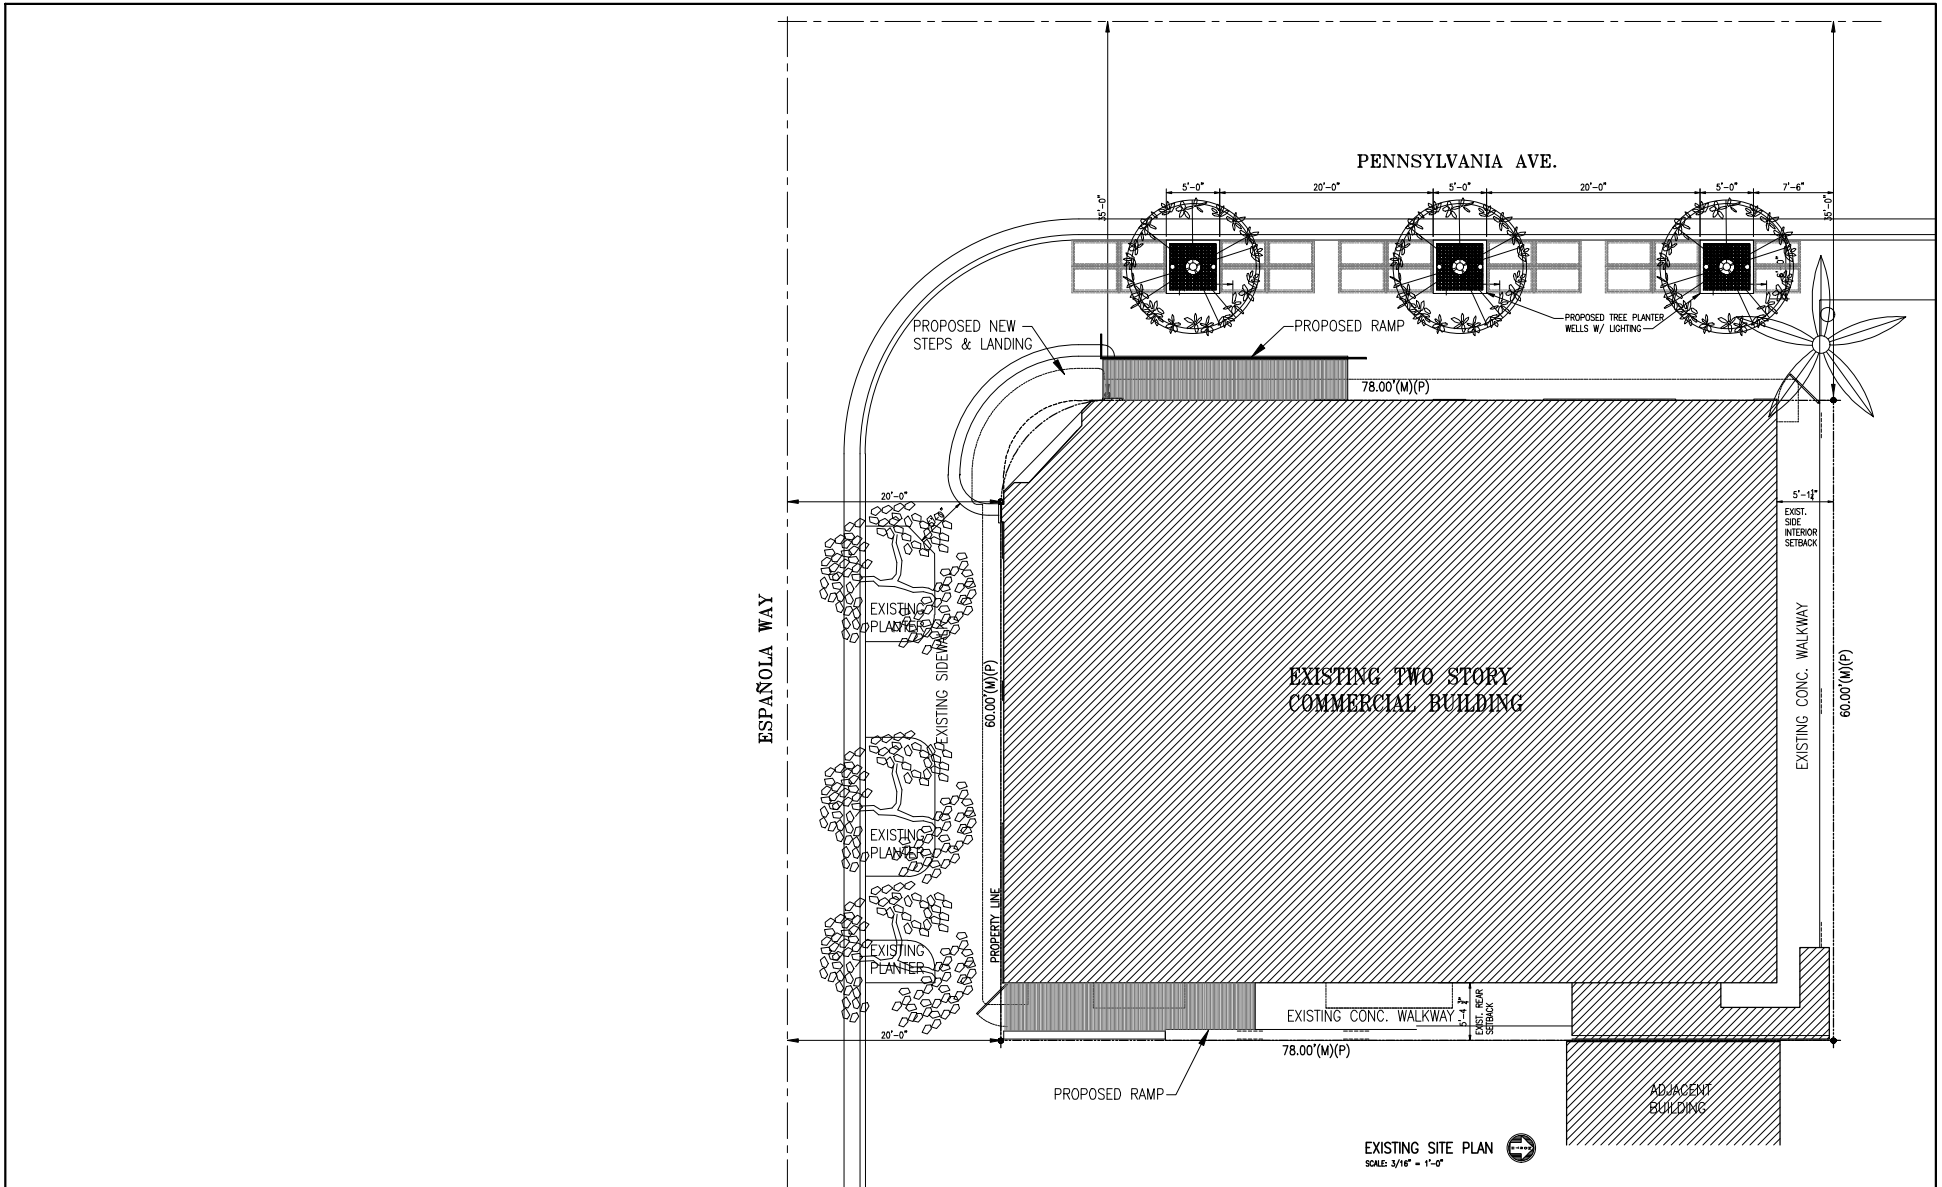 PENNSYLVANIA AVE.
5'-0"
20'-0"
5'-0"
20'-0"
5'-0"
7'-6"
35'-0"
35'-0"
PROPOSED NEW
STEPS & LANDING
PROPOSED RAMP
PROPOSED TREE PLANTER
WELLS W/ LIGHTING
78.00'(M)(P)
20'-0"
5'-1½"
EXIST.
SIDE
INTERIOR
SETBACK
EXISTING
PLANTER
EXISTING SIDEWALK
ESPAÑOLA WAY
60.00'(M)(P)
EXISTING TWO STORY
COMMERCIAL BUILDING
EXISTING CONC. WALKWAY
60.00'(M)(P)
EXISTING
PLANTER
PROPERTY LINE
EXISTING
PLANTER
EXISTING CONC. WALKWAY
5'-4 ¾"
EXIST. REAR
SETBACK
20'-0"
78.00'(M)(P)
PROPOSED RAMP
ADJACENT
BUILDING
EXISTING SITE PLAN
SCALE: 3/16" = 1'-0"